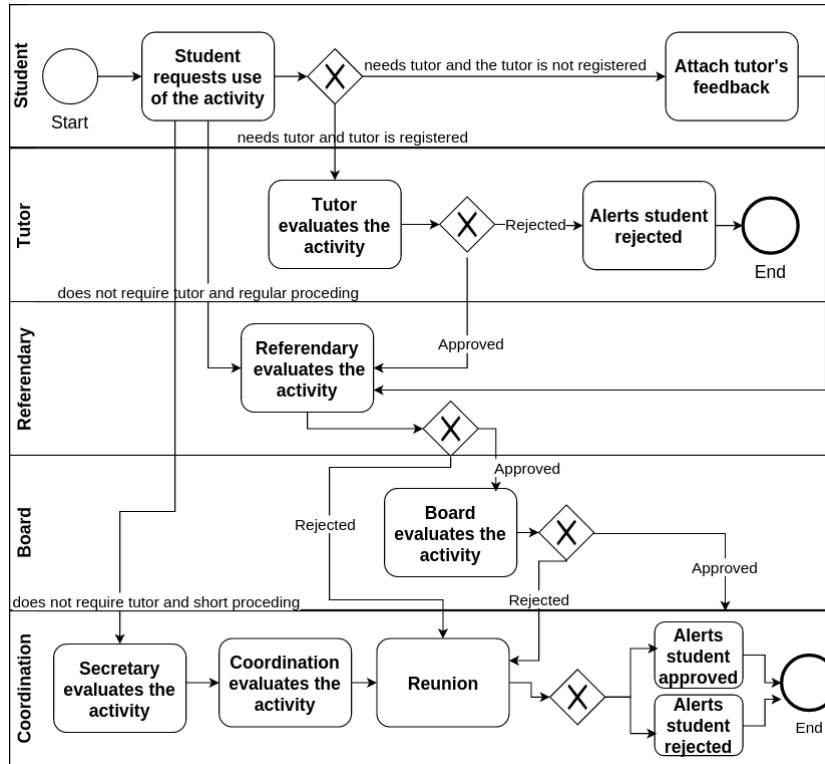 Student
Start
Student
requests use
of the activity
X
needs tutor and the tutor is not registered
Attach tutor's
feedback
needs tutor and tutor is registered
Tutor
Tutor
evaluates the
activity
X
Rejected
Alerts student
rejected
End
does not require tutor and regular proceding
Referendary
Referendary
evaluates the
activity
Approved
X
Board
Rejected
Approved
Board
evaluates the
activity
X
Approved
Rejected
does not require tutor and short proceding
Coordination
Secretary
evaluates the
activity
Coordination
evaluates the
activity
Reunion
X
Alerts
student
approved
Alerts
student
rejected
End